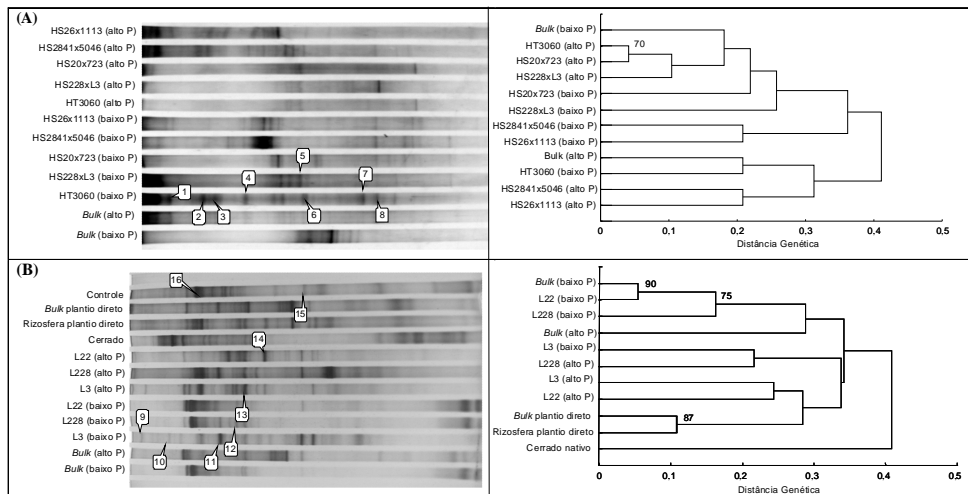 (A)
HS26x1113 (alto P)
HS2841x5046 (alto P)
HS20x723 (alto P)
HS228xL3 (alto P)
HT3060 (alto P)
HS26x1113 (baixo P)
HS2841x5046 (baixo P)
HS20x723 (baixo P)
HS228xL3 (baixo P)
HT3060 (baixo P)
Bulk (alto P)
Bulk (baixo P)
5
4
7
1
2
3
6
8
Bulk (baixo P)
HT3060 (alto P)
HS20x723 (alto P)
HS228xL3 (alto P)
HS20x723 (baixo P)
HS228xL3 (baixo P)
HS2841x5046 (baixo P)
HS26x1113 (baixo P)
Bulk (alto P)
HT3060 (baixo P)
HS2841x5046 (alto P)
HS26x1113 (alto P)
70
0 0.1 0.2 0.3 0.4 0.5
Distância Genética
(B)
Controle
Bulk plantio direto
Rizosfera plantio direto
Cerrado
L22 (alto P)
L228 (alto P)
L3 (alto P)
L22 (baixo P)
L228 (baixo P)
L3 (baixo P)
Bulk (alto P)
Bulk (baixo P)
16
15
14
13
9
12
10
11
Bulk (baixo P)
L22 (baixo P)
L228 (baixo P)
Bulk (alto P)
L3 (baixo P)
L228 (alto P)
L3 (alto P)
L22 (alto P)
Bulk plantio direto
Rizosfera plantio direto
Cerrado nativo
90
75
87
0 0.1 0.2 0.3 0.4 0.5
Distância Genética